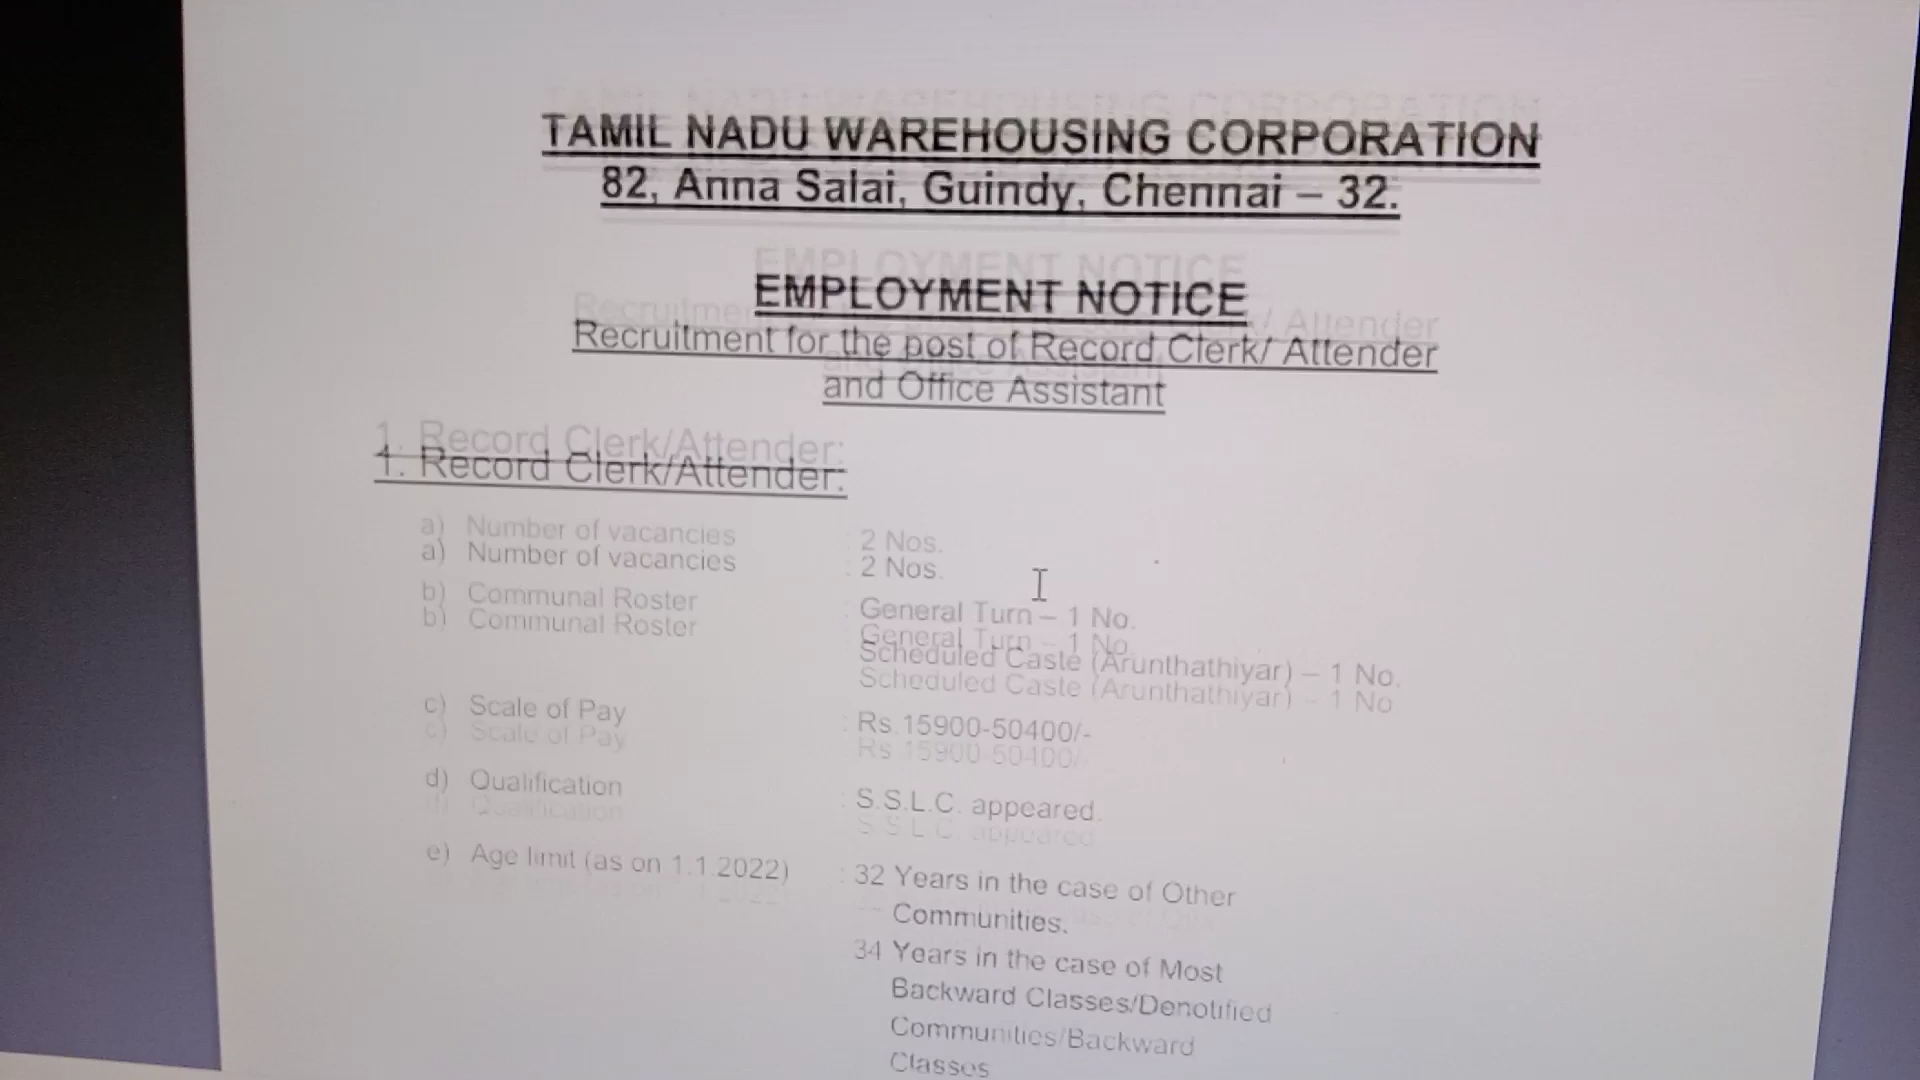 TAMIL NADU WAREHOUSING CORPORATION
82, Anna Salai, Guindy, Chennai – 32.
EMPLOYMENT NOTICE
Recruitment for the post of Record Clerk/ Attender
and Office Assistant
1. Record Clerk/Attender:
a) Number of vacancies : 2 Nos.
b) Communal Roster : General Turn – 1 No.
Scheduled Caste (Arunthathiyar) – 1 No.
c) Scale of Pay : Rs.15900-50400/-
d) Qualification : S.S.L.C. appeared.
e) Age limit (as on 1.1.2022) : 32 Years in the case of Other
Communities.
34 Years in the case of Most
Backward Classes/Denotified
Communities/Backward
Classes